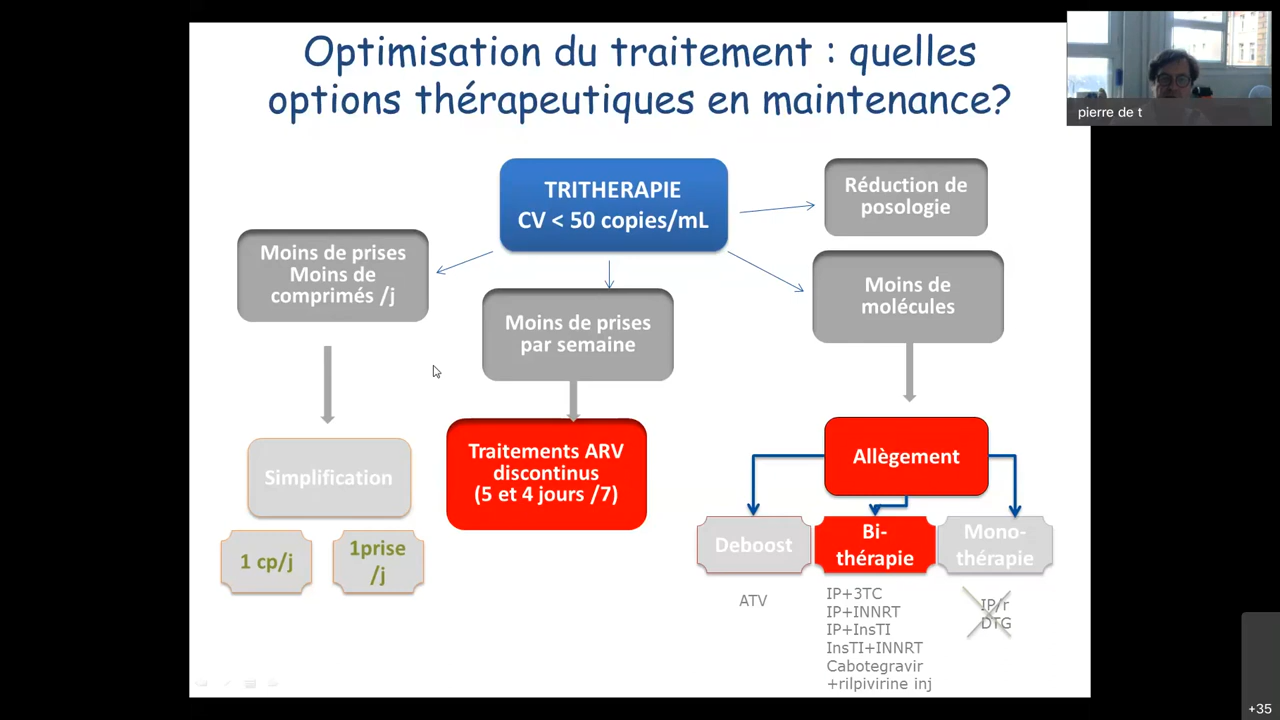 Optimisation du traitement : quelles
options thérapeutiques en maintenance?
pierre de t
TRITHERAPIE
CV < 50 copies/mL
Réduction de
posologie
Moins de prises
Moins de
comprimés /j
Moins de prises
par semaine
Moins de
molécules
Simplification
Traitements ARV
discontinus
(5 et 4 jours /7)
Allègement
1 cp/j
1prise
/j
Deboost
Bi-
thérapie
Mono-
thérapie
ATV
IP+3TC
IP+INNRT
IP+InsTI
InsTI+INNRT
Cabotegravir
+rilpivirine inj
IP/r
DTG
+35